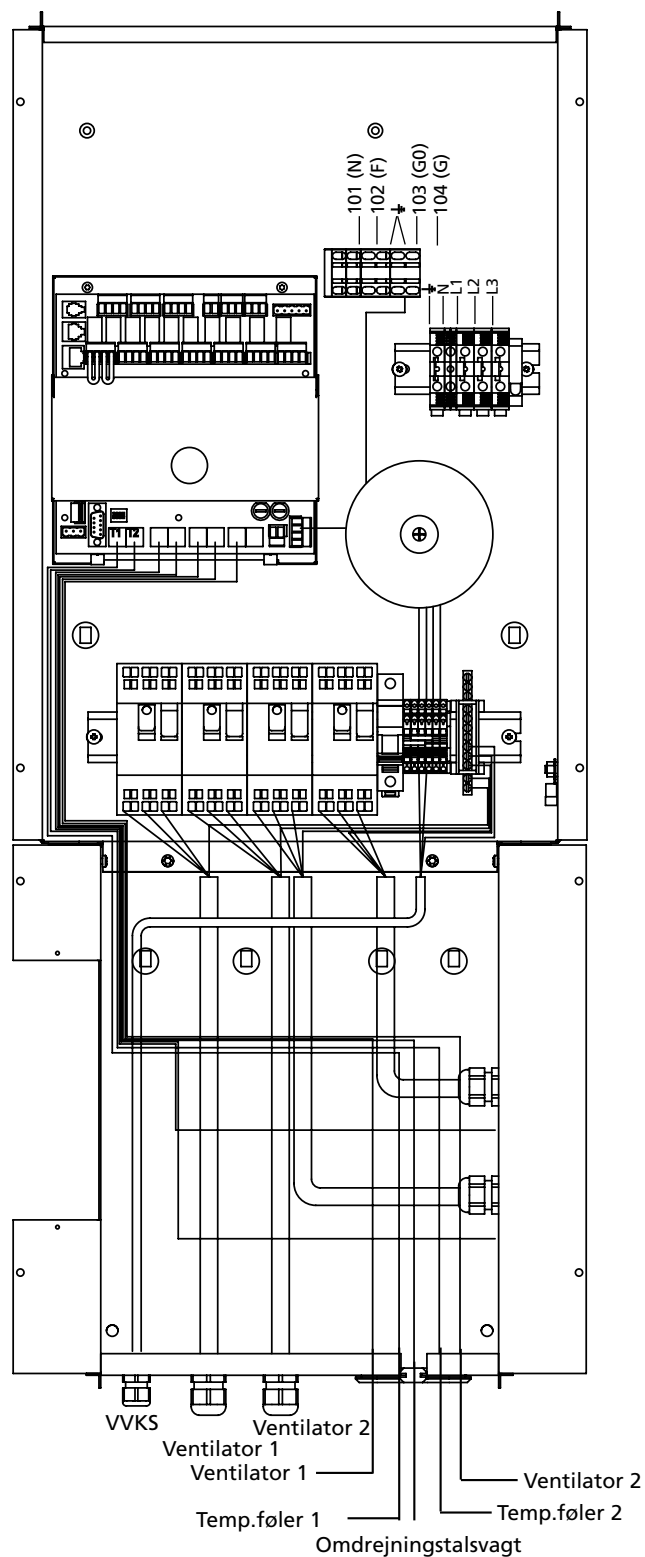 101 (N)
102 (F)
103 (G0)
104 (G)
N
L1
L2
L3
T1 T2
VVKS
Ventilator 2
Ventilator 1
Ventilator 1
Ventilator 2
Temp.føler 1
Temp.føler 2
Omdrejningstalsvagt